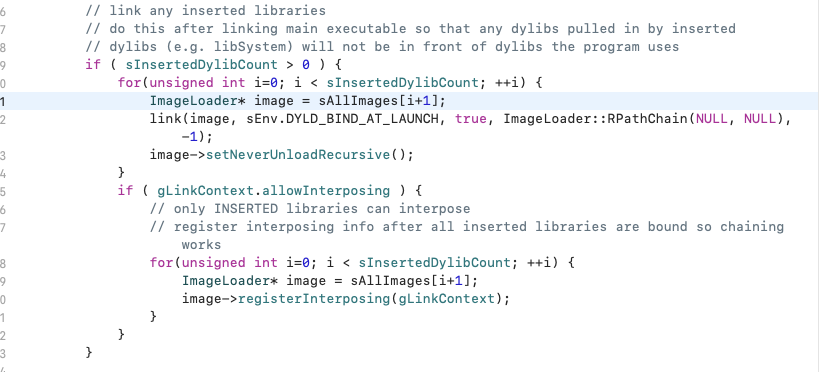 6 // link any inserted libraries
7 // do this after linking main executable so that any dylibs pulled in by inserted
8 // dylibs (e.g. libSystem) will not be in front of dylibs the program uses
9 if ( sInsertedDylibCount > 0 ) {
0 for(unsigned int i=0; i < sInsertedDylibCount; ++i) {
1 ImageLoader* image = sAllImages[i+1];
2 link(image, sEnv.DYLD_BIND_AT_LAUNCH, true, ImageLoader::RPathChain(NULL, NULL),
-1);
3 image->setNeverUnloadRecursive();
4 }
5 if ( gLinkContext.allowInterposing ) {
6 // only INSERTED libraries can interpose
7 // register interposing info after all inserted libraries are bound so chaining
works
8 for(unsigned int i=0; i < sInsertedDylibCount; ++i) {
9 ImageLoader* image = sAllImages[i+1];
0 image->registerInterposing(gLinkContext);
1 }
2 }
3 }